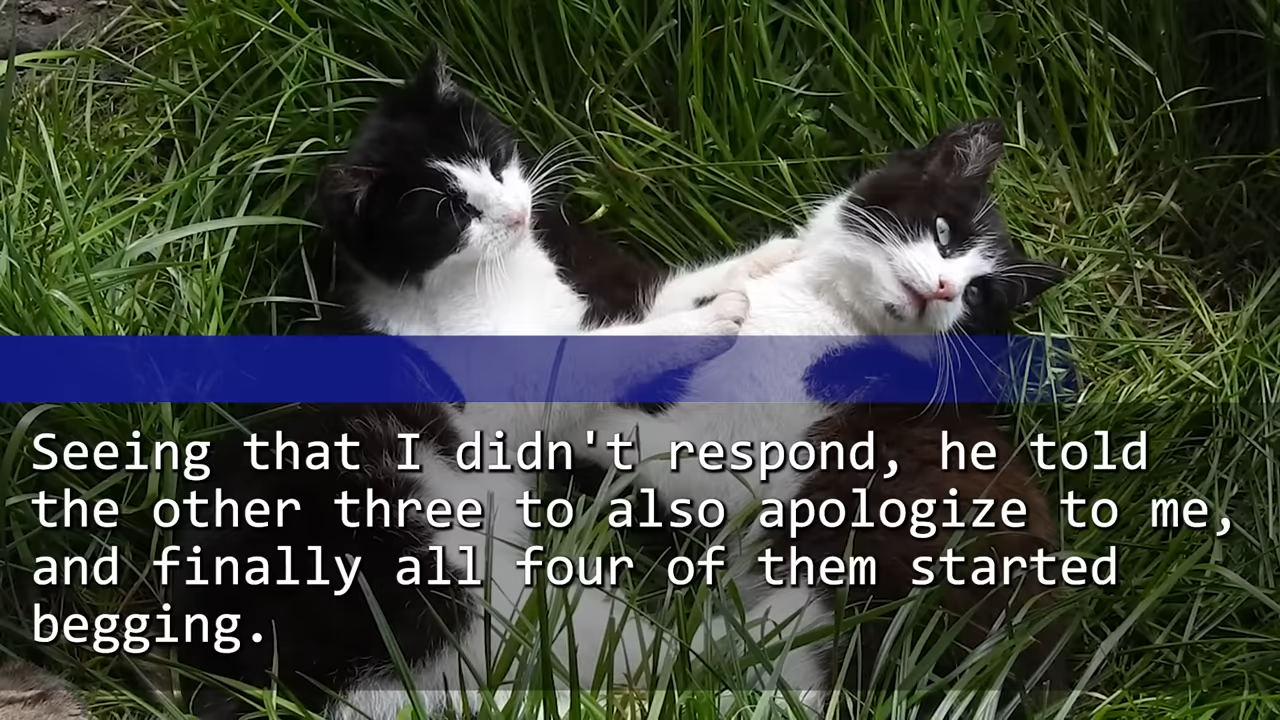 Seeing that I didn't respond, he told
the other three to also apologize to me,
and finally all four of them started
begging.